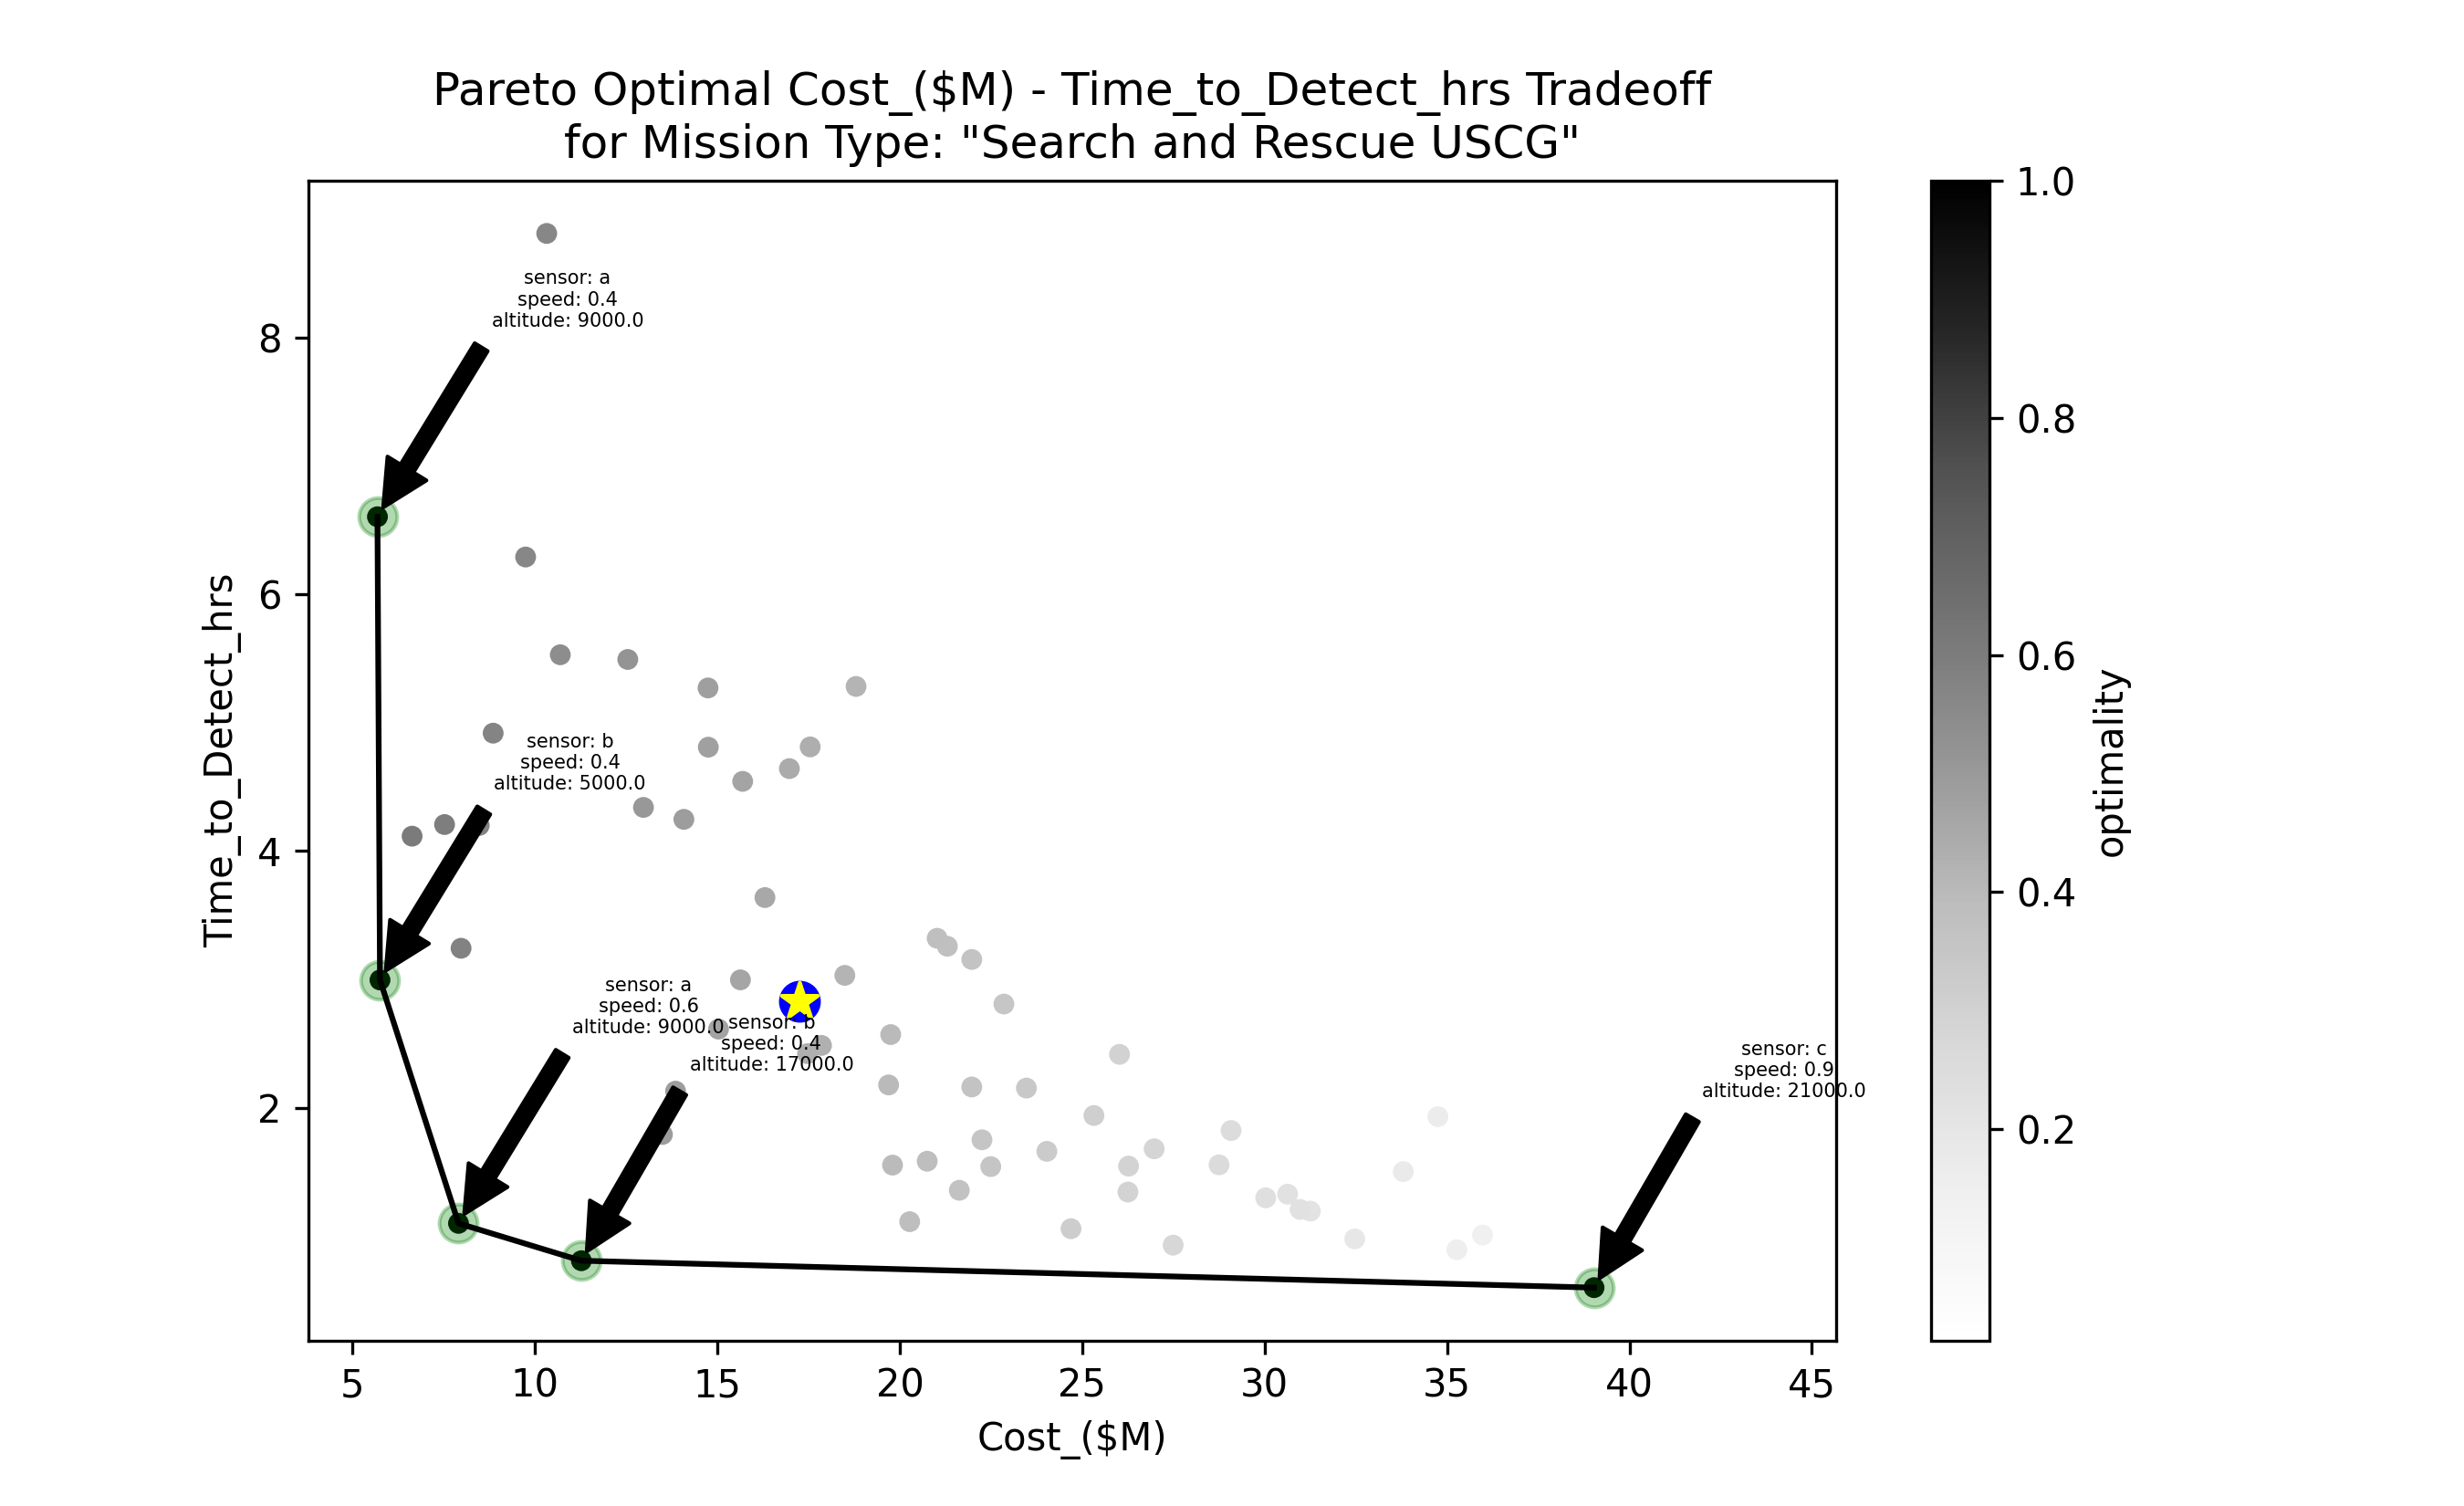 Pareto Optimal Cost_($M) - Time_to_Detect_hrs Tradeoff
for Mission Type: "Search and Rescue USCG"
sensor: a
speed: 0.4
altitude: 9000.0
sensor: b
speed: 0.4
altitude: 5000.0
sensor: a
speed: 0.6
altitude: 9000.0
sensor: b
speed: 0.4
altitude: 17000.0
sensor: c
speed: 0.9
altitude: 21000.0
Time_to_Detect_hrs
8
6
4
2
5 10 15 20 25 30 35 40 45
Cost_($M)
1.0
0.8
0.6
0.4
0.2
optimality